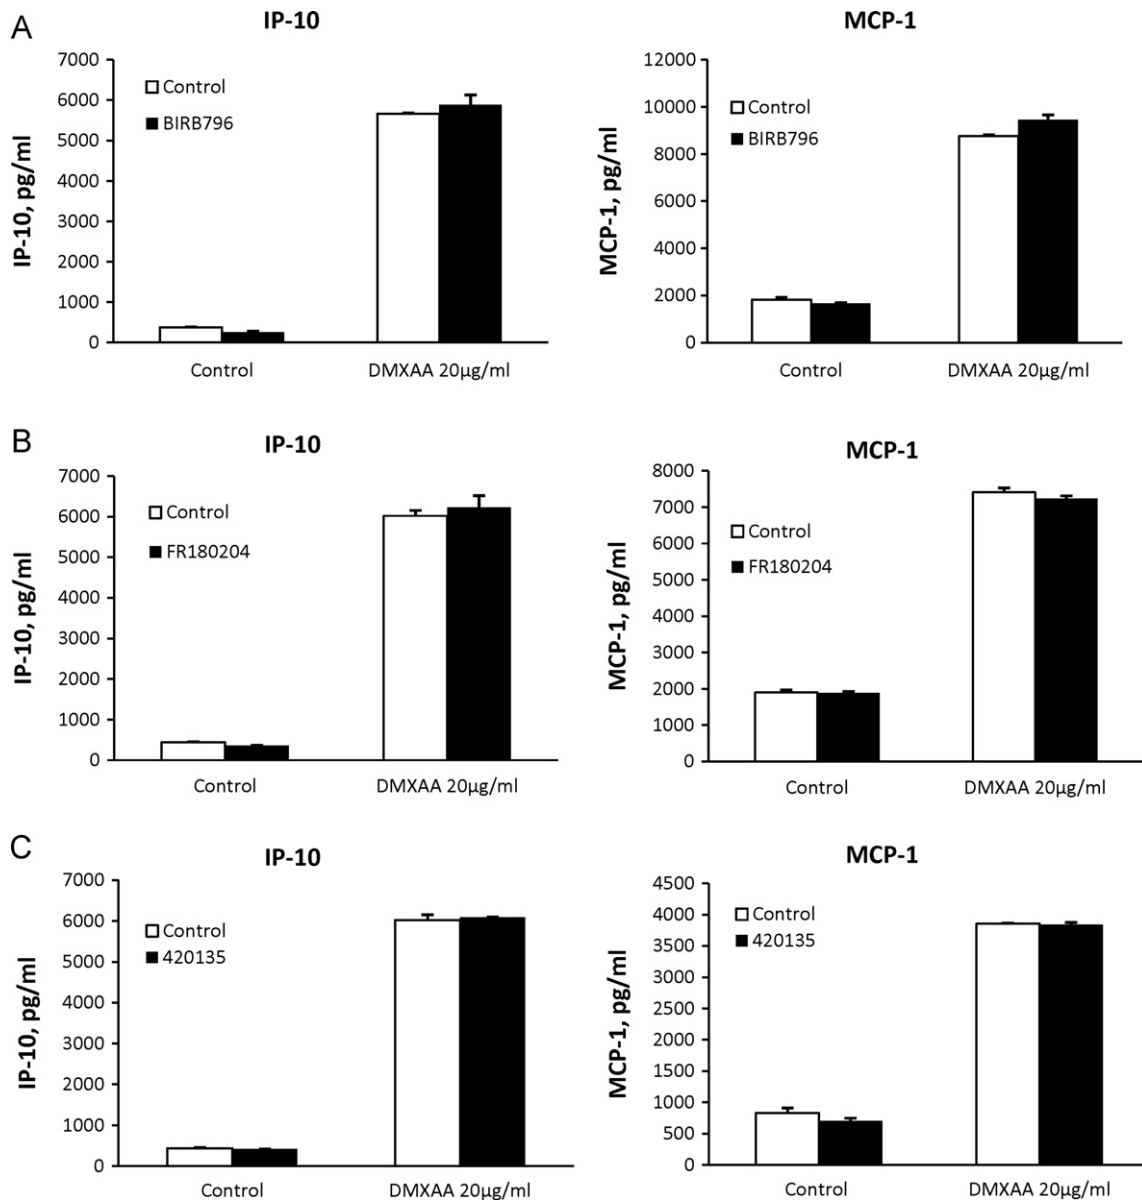 A
IP-10
IP-10, pg/ml
7000
6000
5000
4000
3000
2000
1000
0
Control
BIRB796
Control
DMXAA 20µg/ml
MCP-1
MCP-1, pg/ml
12000
10000
8000
6000
4000
2000
0
Control
BIRB796
Control
DMXAA 20µg/ml
B
IP-10
IP-10, pg/ml
7000
6000
5000
4000
3000
2000
1000
0
Control
FR180204
Control
DMXAA 20µg/ml
MCP-1
MCP-1, pg/ml
8000
7000
6000
5000
4000
3000
2000
1000
0
Control
FR180204
Control
DMXAA 20µg/ml
C
IP-10
IP-10, pg/ml
7000
6000
5000
4000
3000
2000
1000
0
Control
420135
Control
DMXAA 20µg/ml
MCP-1
MCP-1, pg/ml
4500
4000
3500
3000
2500
2000
1500
1000
500
0
Control
420135
Control
DMXAA 20µg/ml